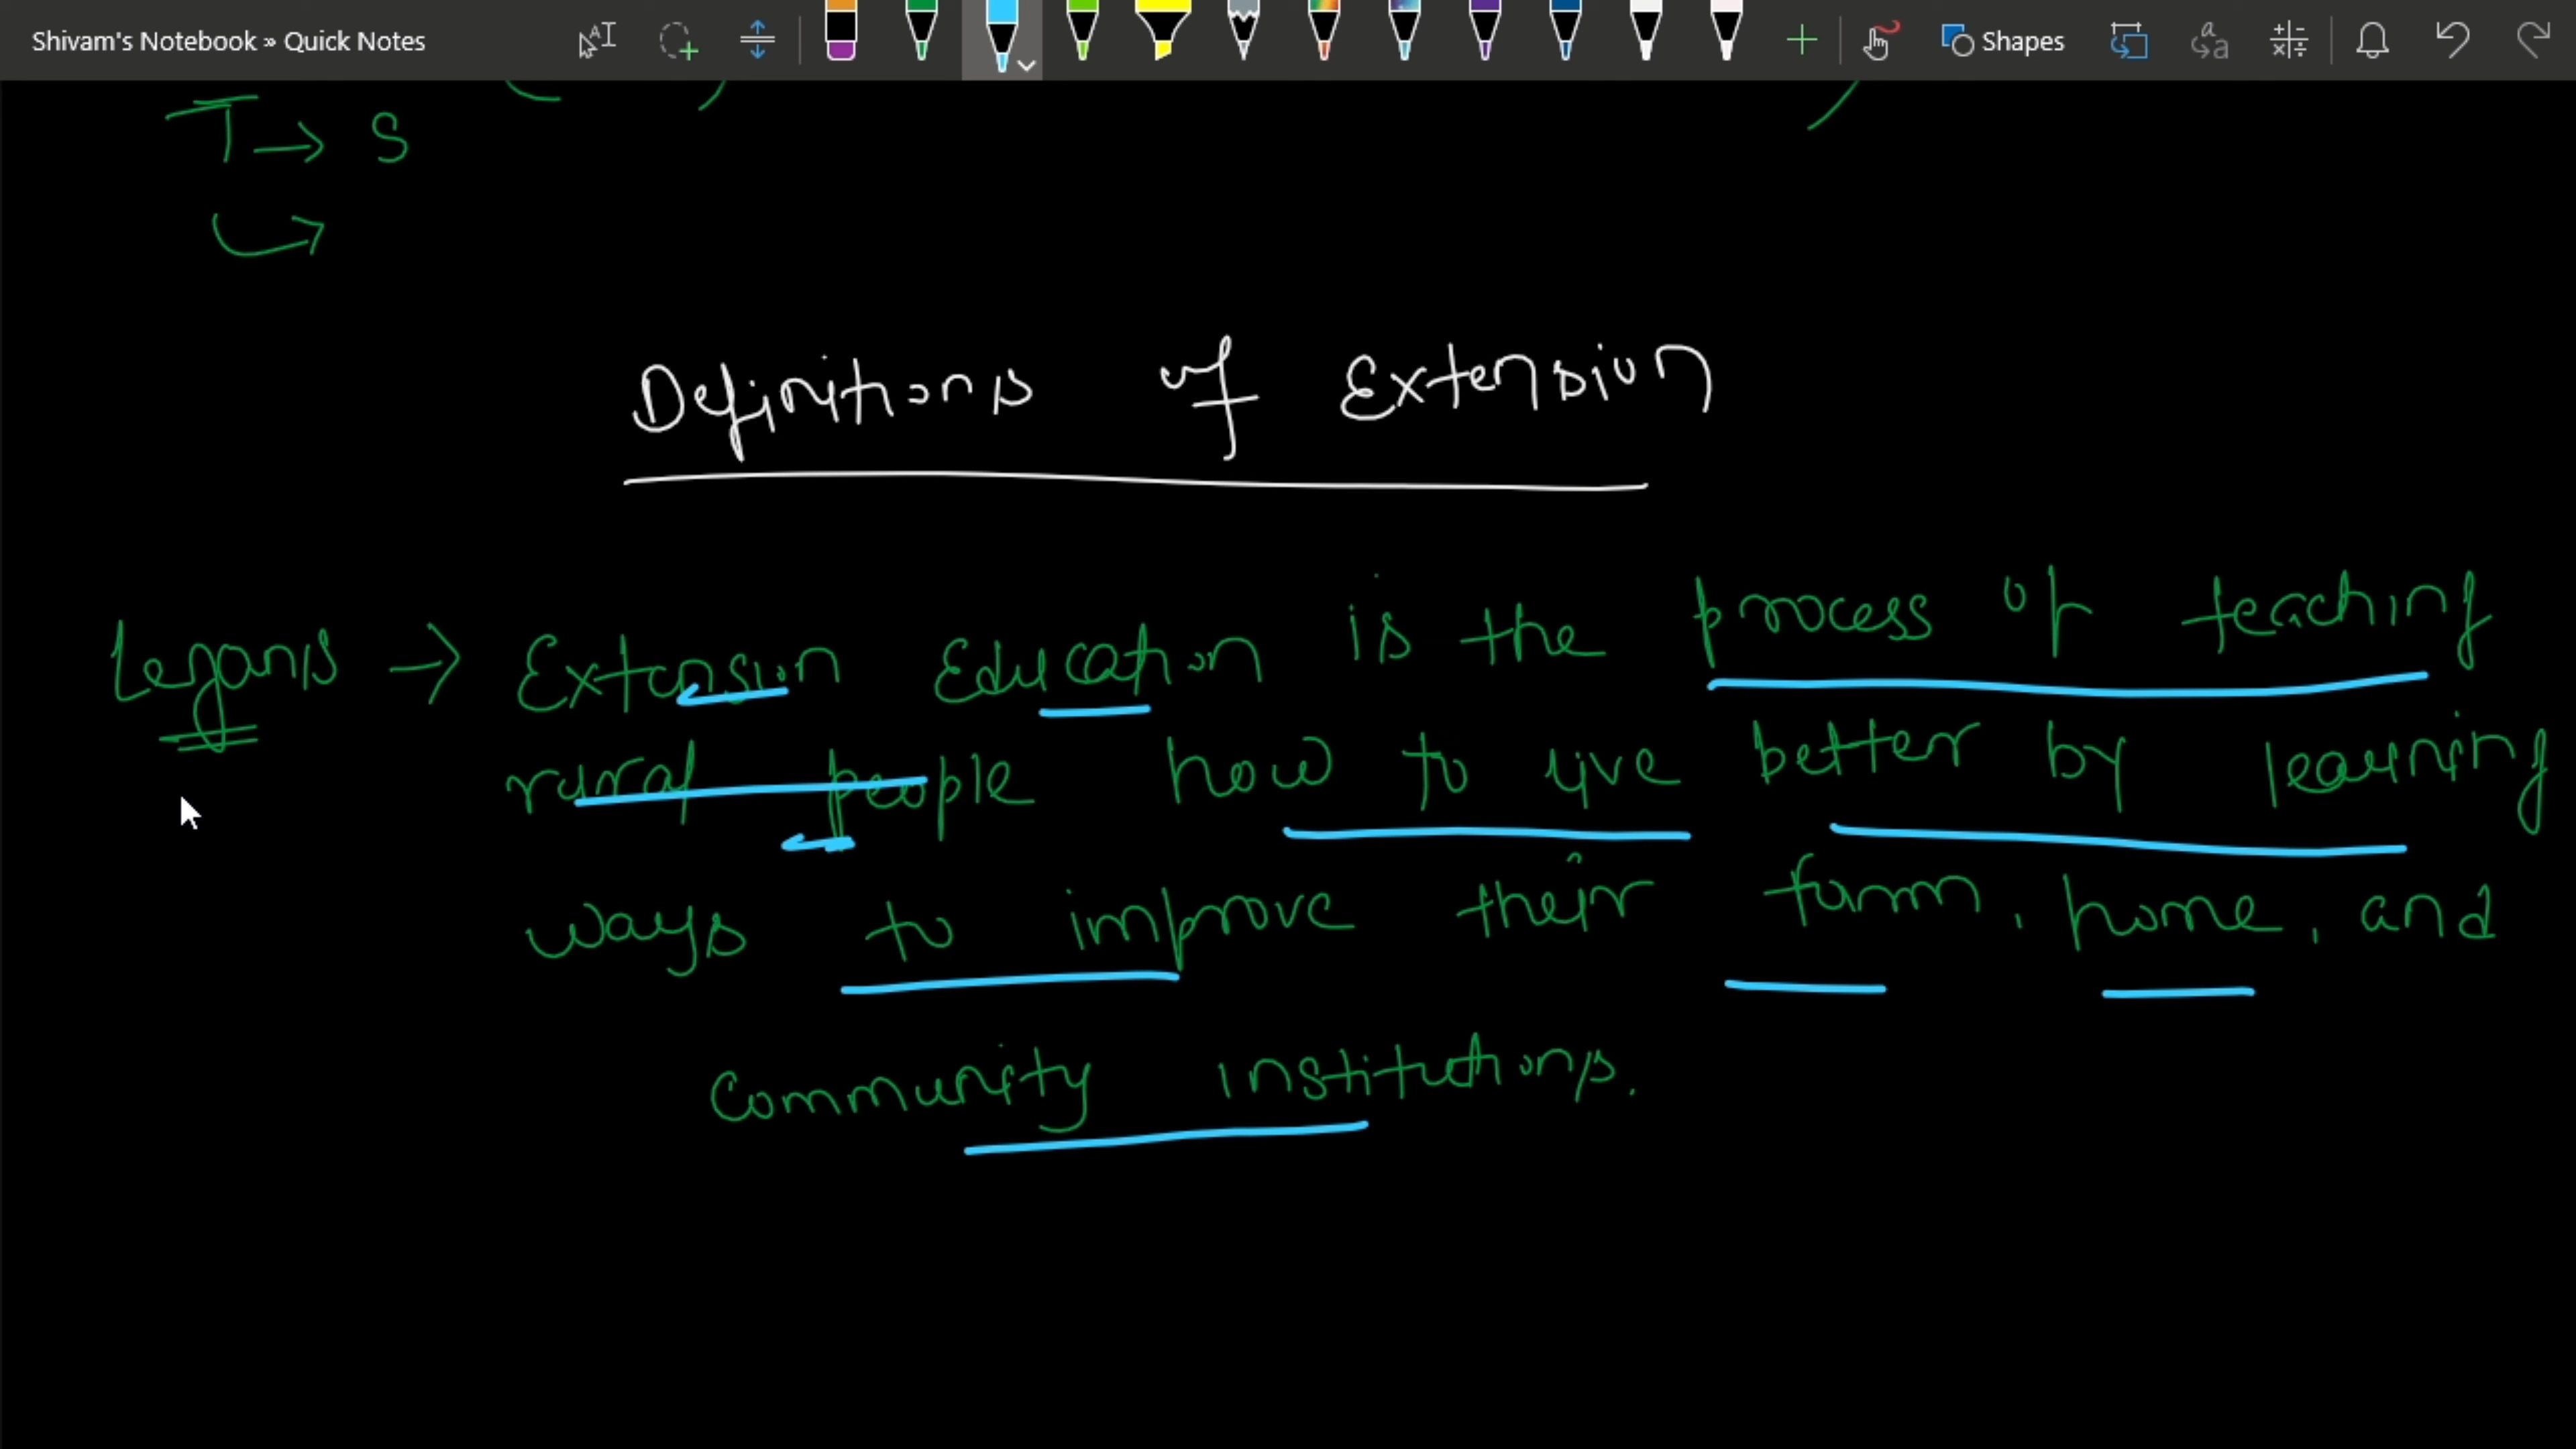 Shivam's Notebook » Quick Notes
Shapes
T → S
Definitions of Extension
Legans → Extension Education is the process of teaching
rural people how to live better by learning
ways to improve their farm, home, and
community institutions.